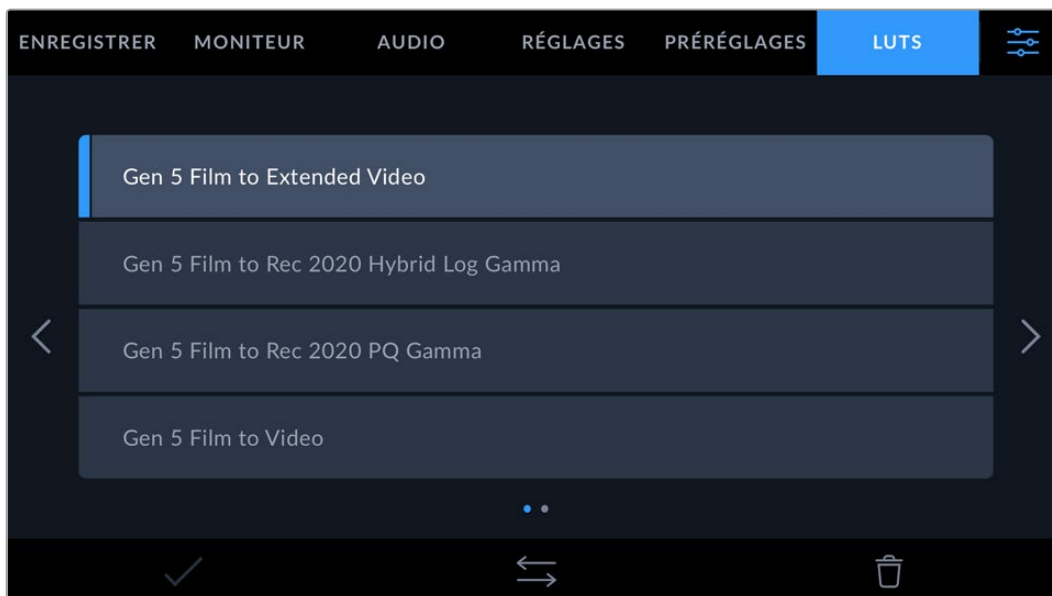 ENREGISTRER MONITEUR AUDIO RÉGLAGES PRÉRÉGLAGES LUTS
Gen 5 Film to Extended Video
Gen 5 Film to Rec 2020 Hybrid Log Gamma
Gen 5 Film to Rec 2020 PQ Gamma
Gen 5 Film to Video